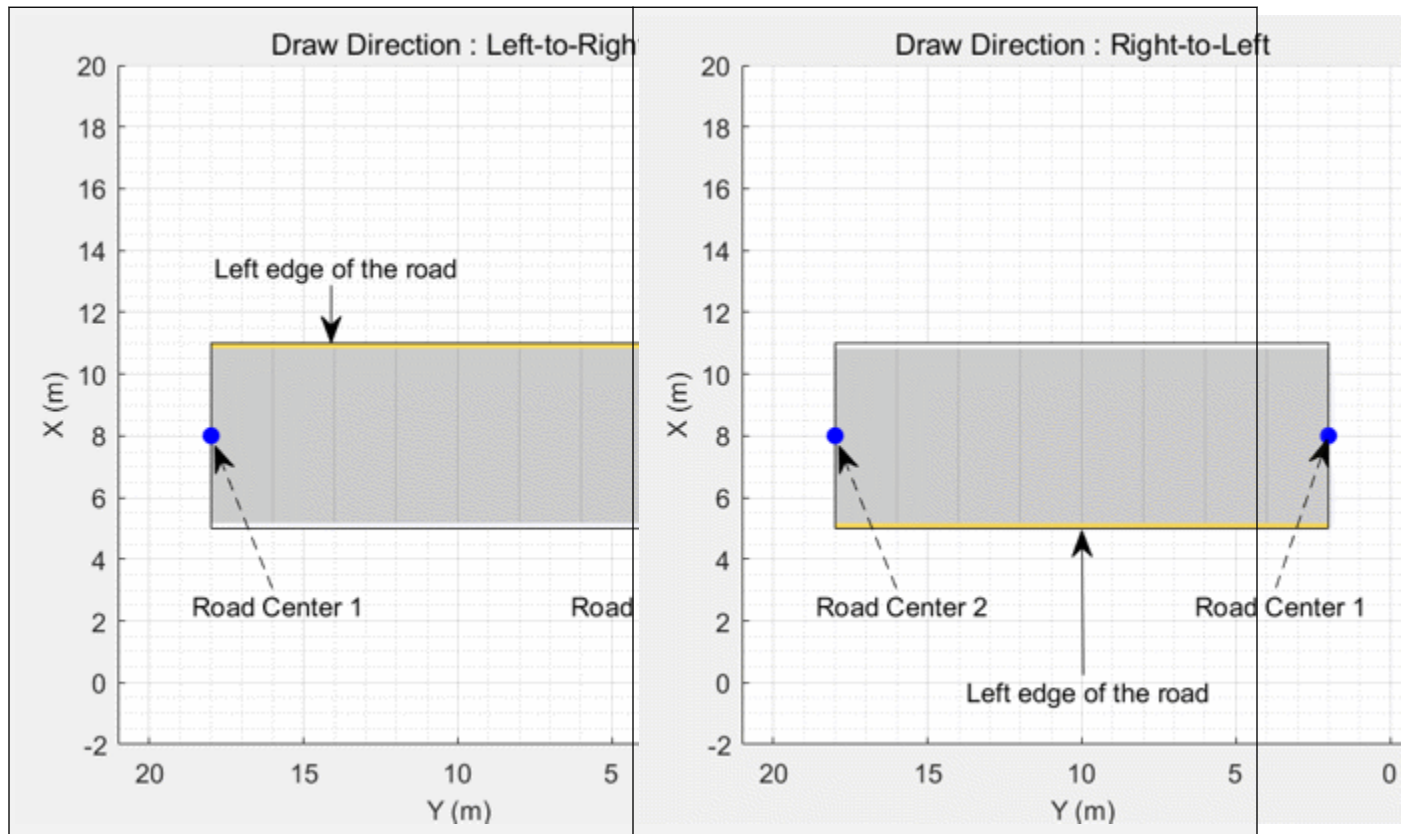 Draw Direction : Left-to-Righ
20
18
16
14
12
10
8
6
4
2
0
-2
X (m)
Left edge of the road
Road Center 1
Road
20
15
10
5
Y (m)
Draw Direction : Right-to-Left
20
18
16
14
12
10
8
6
4
2
0
-2
X (m)
Road Center 2
Road Center 1
Left edge of the road
20
15
10
5
0
Y (m)